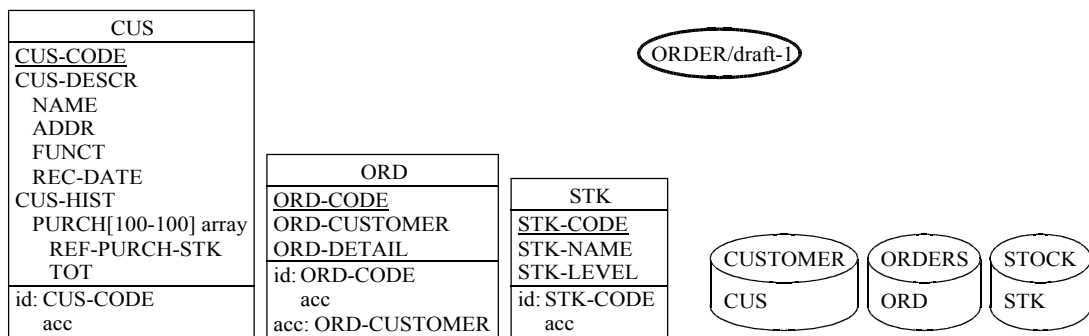 CUS
CUS-CODE
CUS-DESCR
NAME
ADDR
FUNCT
REC-DATE
CUS-HIST
PURCH[100-100] array
REF-PURCH-STK
TOT
id: CUS-CODE
acc
ORD
ORD-CODE
ORD-CUSTOMER
ORD-DETAIL
id: ORD-CODE
acc
acc: ORD-CUSTOMER
STK
STK-CODE
STK-NAME
STK-LEVEL
id: STK-CODE
acc
ORDER/draft-1
CUSTOMER
CUS
ORDERS
ORD
STOCK
STK